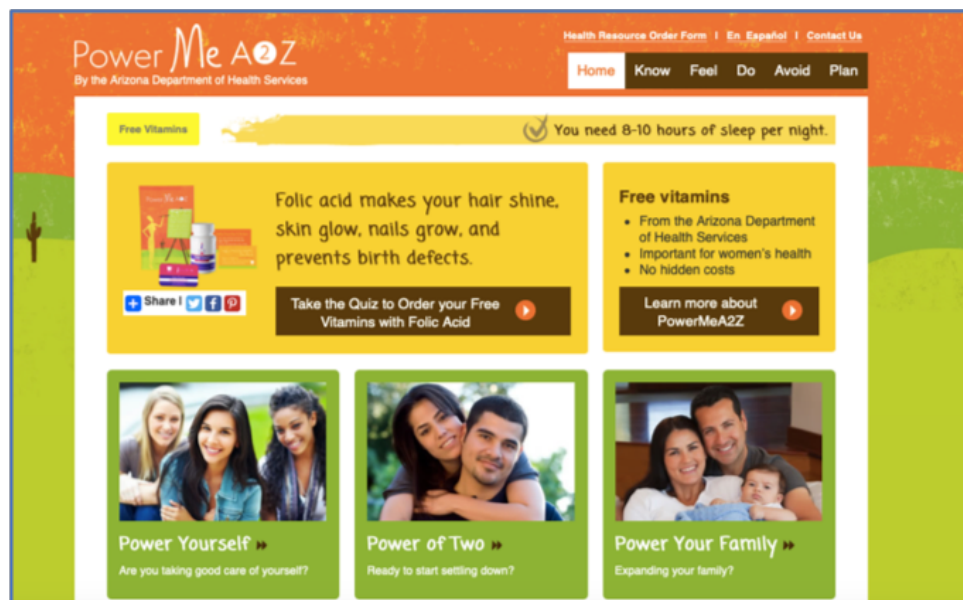 Power Me A2Z
By the Arizona Department of Health Services
Health Resource Order Form | En Español | Contact Us
Home Know Feel Do Avoid Plan
Free Vitamins
You need 8-10 hours of sleep per night.
Folic acid makes your hair shine,
skin glow, nails grow, and
prevents birth defects.
Share |
Take the Quiz to Order your Free
Vitamins with Folic Acid
Free vitamins
• From the Arizona Department
of Health Services
• Important for women's health
• No hidden costs
Learn more about
PowerMeA2Z
Power Yourself
Are you taking good care of yourself?
Power of Two
Ready to start settling down?
Power Your Family
Expanding your family?